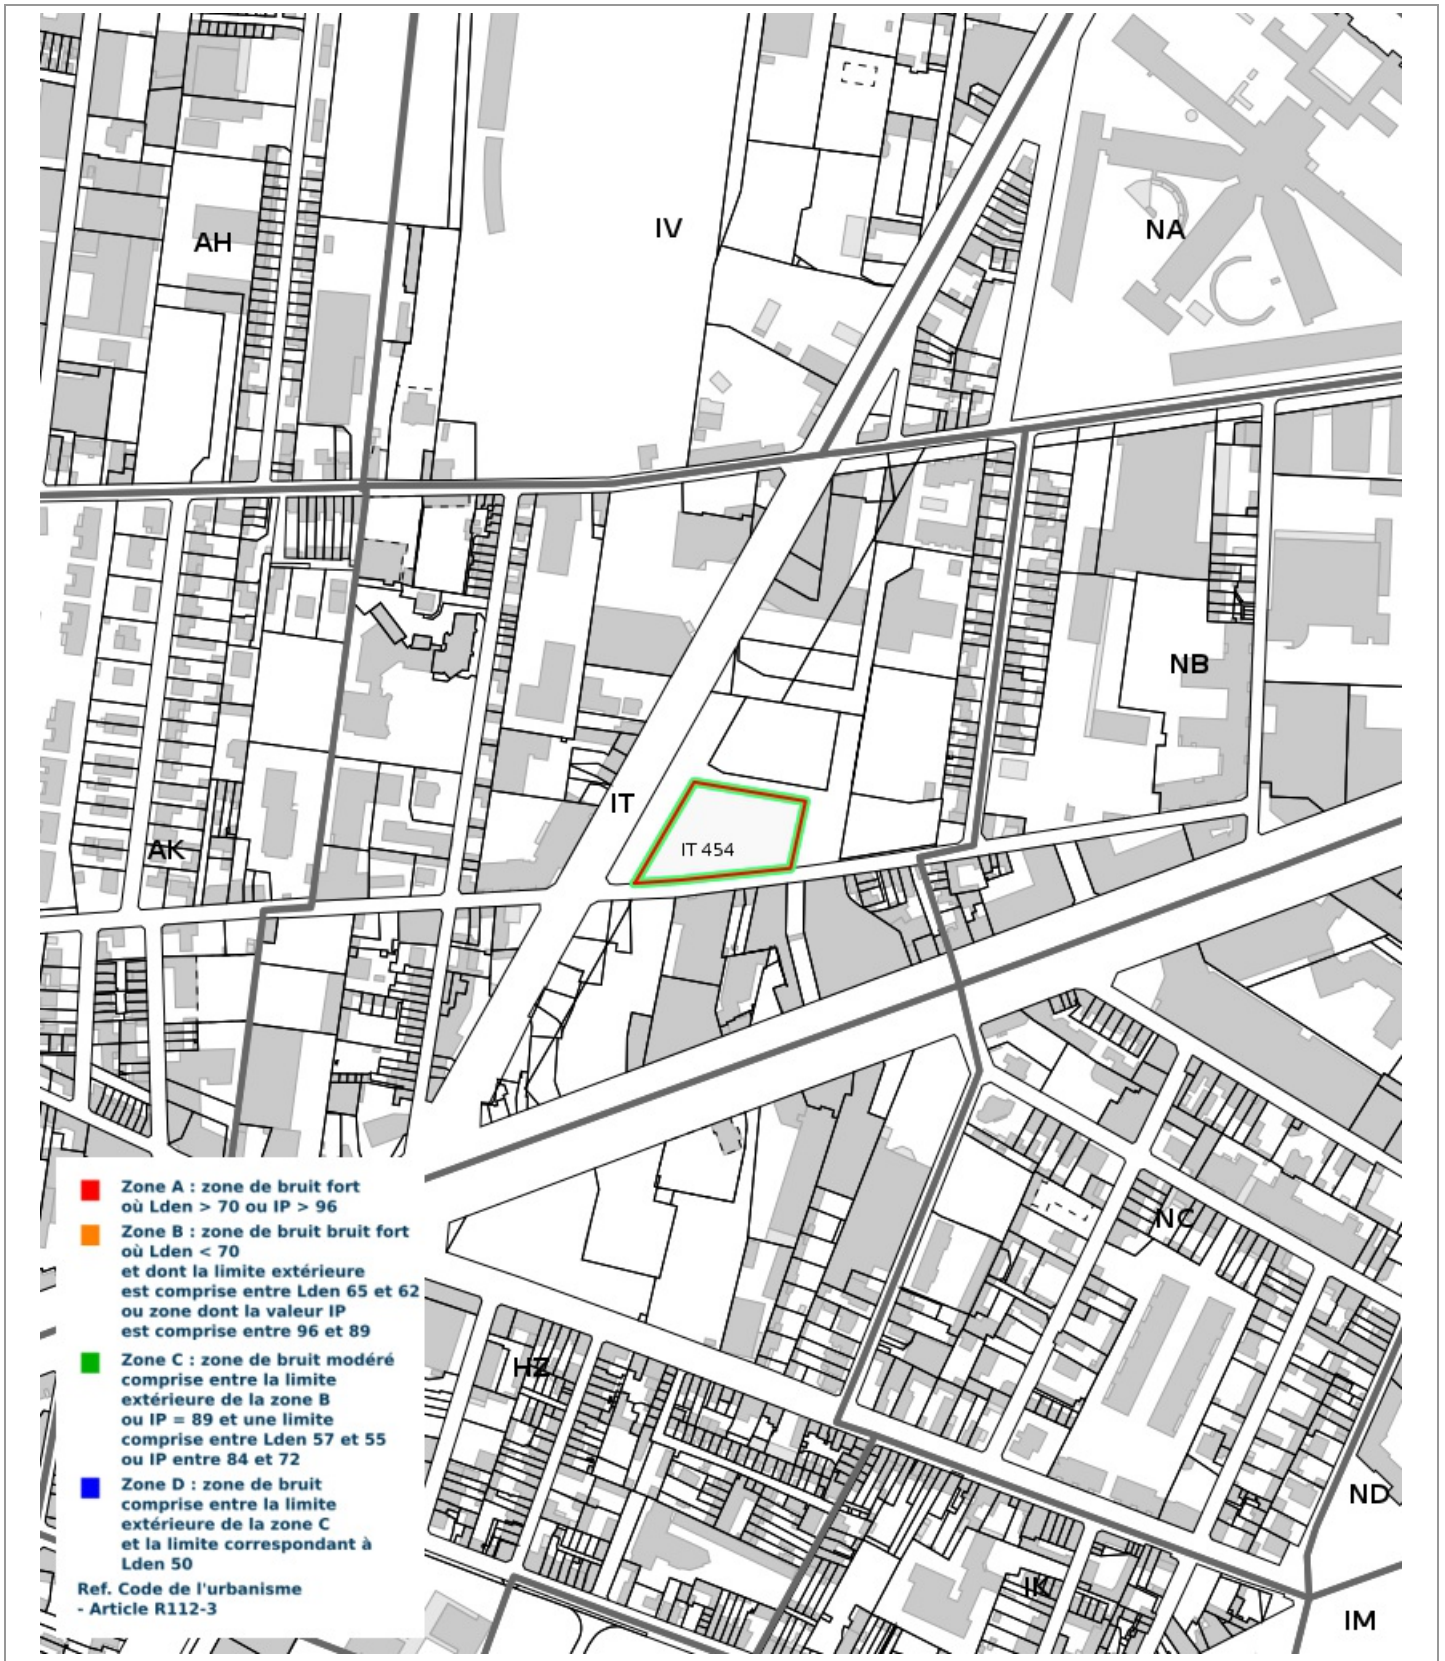 IV
NA
AH
NB
IT
IT 454
AK
NC
HZ
ND
IK
IM
Zone A : zone de bruit fort
où Lden > 70 ou IP > 96
Zone B : zone de bruit bruit fort
où Lden < 70
et dont la limite extérieure
est comprise entre Lden 65 et 62
ou zone dont la valeur IP
est comprise entre 96 et 89
Zone C : zone de bruit modéré
comprise entre la limite
extérieure de la zone B
ou IP = 89 et une limite
comprise entre Lden 57 et 55
ou IP entre 84 et 72
Zone D : zone de bruit
comprise entre la limite
extérieure de la zone C
et la limite correspondant à
Lden 50
Ref. Code de l'urbanisme
- Article R112-3